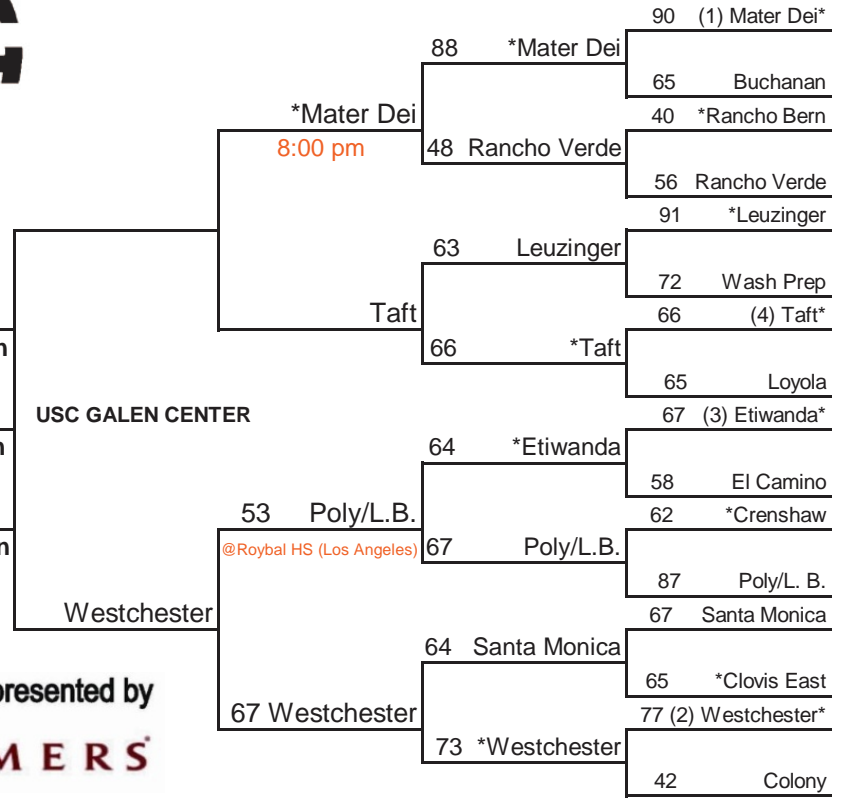 90 (1) Mater Dei*
88 *Mater Dei
65 Buchanan
*Mater Dei
40 *Rancho Bern
8:00 pm
48 Rancho Verde
56 Rancho Verde
91 *Leuzinger
63 Leuzinger
72 Wash Prep
Taft
66 (4) Taft*
66 *Taft
65 Loyola
USC GALEN CENTER
67 (3) Etiwanda*
64 *Etiwanda
58 El Camino
53 Poly/L.B.
62 *Crenshaw
@Roybal HS (Los Angeles)
67 Poly/L.B.
87 Poly/L. B.
Westchester
67 Santa Monica
64 Santa Monica
65 *Clovis East
presented by
67 Westchester
77 (2) Westchester*
73 *Westchester
MERS
42 Colony